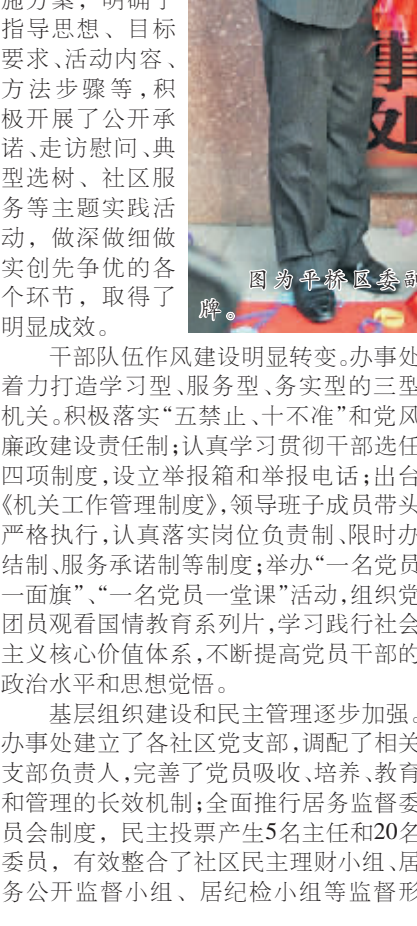 施方案，明确了
指导思想、目标
要求、活动内容、
方法步骤等，积
极开展了公开承
诺、走访慰问、典
型选树、社区服
务等主题实践活
动，做深做细做
实创先争优的各
个环节，取得了
明显成效。
图为平桥区委副
牌。
干部队伍作风建设明显转变。办事处
着力打造学习型、服务型、务实型的三型
机关。积极落实“五禁止、十不准”和党风
廉政建设责任制；认真学习贯彻干部选任
四项制度，设立举报箱和举报电话；出台
《机关工作管理制度》，领导班子成员带头
严格执行，认真落实岗位负责制、限时办
结制、服务承诺制等制度；举办“一名党员
一面旗”、“一名党员一堂课”活动，组织党
团员观看国情教育系列片，学习践行社会
主义核心价值体系，不断提高党员干部的
政治水平和思想觉悟。
基层组织建设和民主管理逐步加强。
办事处建立了各社区党支部，调配了相关
支部负责人，完善了党员吸收、培养、教育
和管理的长效机制；全面推行居务监督委
员会制度，民主投票产生5名主任和20名
委员，有效整合了社区民主理财小组、居
务公开监督小组、居纪检小组等监督形